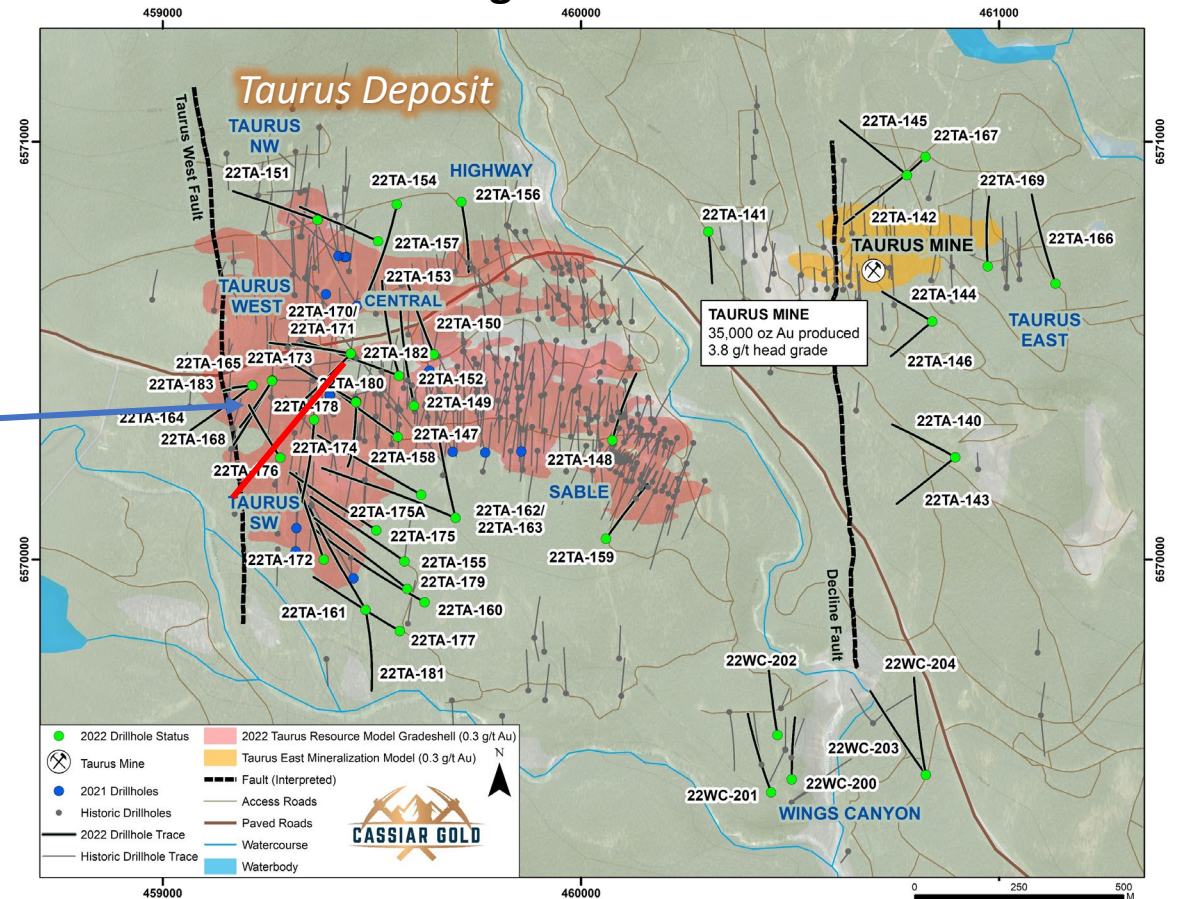 459000
460000
461000
Taurus Deposit
6571000
6571000
Taurus West Fault
TAURUS
NW
22TA-151
22TA-154
HIGHWAY
22TA-156
22TA-145
22TA-167
22TA-169
22TA-141
22TA-142
22TA-166
22TA-157
TAURUS MINE
22TA-153
TAURUS
WEST
CENTRAL
22TA-144
22TA-170/
22TA-171
22TA-150
TAURUS MINE
35,000 oz Au produced
3.8 g/t head grade
TAURUS
EAST
22TA-165
22TA-173
22TA-182
22TA-146
22TA-183
22TA-180
22TA-152
22TA-164
22TA-178
22TA-149
22TA-168
22TA-174
22TA-147
22TA-140
22TA-158
22TA-148
22TA-176
SABLE
TAURUS
SW
22TA-175A
22TA-162/
22TA-163
22TA-143
22TA-175
22TA-159
22TA-172
22TA-155
6570000
6570000
22TA-179
22TA-161
22TA-160
Decline Fault
22TA-177
22TA-181
22WC-202
22WC-204
22WC-203
22WC-201
22WC-200
WINGS CANYON
2022 Drillhole Status
Taurus Mine
2021 Drillholes
Historic Drillholes
2022 Drillhole Trace
Historic Drillhole Trace
2022 Taurus Resource Model Gradeshell (0.3 g/t Au)
Taurus East Mineralization Model (0.3 g/t Au)
Fault (Interpreted)
Access Roads
Paved Roads
Watercourse
Waterbody
N
CASSIAR GOLD
459000
460000
0
250
500
M